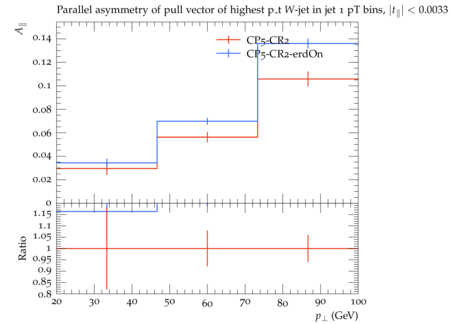 Parallel asymmetry of pull vector of highest p_t W-jet in jet 1 pT bins, |t∥| < 0.0033
A∥
CP5-CR2
CP5-CR2-erdOn
0.14
0.12
0.1
0.08
0.06
0.04
0.02
0
Ratio
1.15
1.1
1.05
1
0.95
0.9
0.85
0.8
20 30 40 50 60 70 80 90 100
p⊥ (GeV)